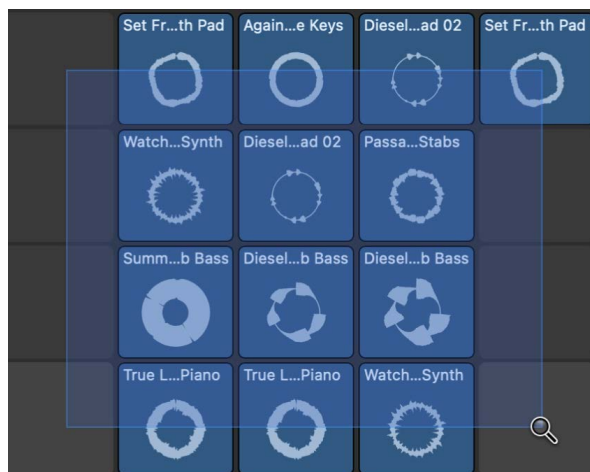 Set Fr...th Pad
Again...e Keys
Diesel...ad 02
Set Fr...th Pad
Watch...Synth
Diesel...ad 02
Passa...Stabs
Summ...b Bass
Diesel...b Bass
Diesel...b Bass
True L...Piano
True L...Piano
Watch...Synth